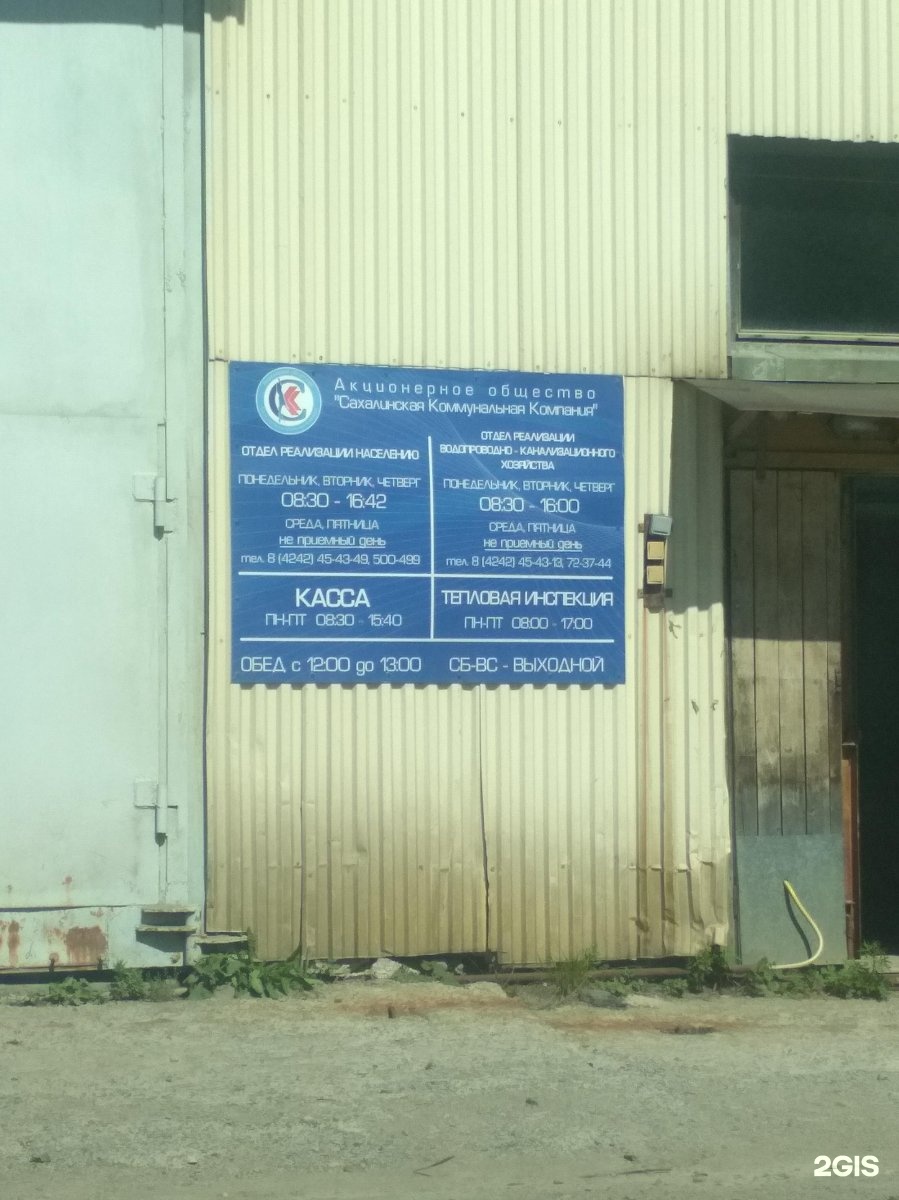 Акционерное общество
"Сахалинская Коммунальная Компания"
ОТДЕЛ РЕАЛИЗАЦИИ НАСЕЛЕНИЮ
ПОНЕДЕЛЬНИК, ВТОРНИК, ЧЕТВЕРГ
08:30 - 16:42
СРЕДА, ПЯТНИЦА
не приемный день
тел. 8 (4242) 45-43-49, 500-499
ОТДЕЛ РЕАЛИЗАЦИИ
ВОДОПРОВОДНО - КАНАЛИЗАЦИОННОГО
ХОЗЯЙСТВА
ПОНЕДЕЛЬНИК, ВТОРНИК, ЧЕТВЕРГ
08:30 - 16:00
СРЕДА, ПЯТНИЦА
не приемный день
тел. 8 (4242) 45-43-13, 72-37-44
КАССА
ПН-ПТ 08:30 - 15:40
ТЕПЛОВАЯ ИНСПЕКЦИЯ
ПН-ПТ 08:00 - 17:00
ОБЕД с 12:00 до 13:00
СБ-ВС - ВЫХОДНОЙ
2GIS